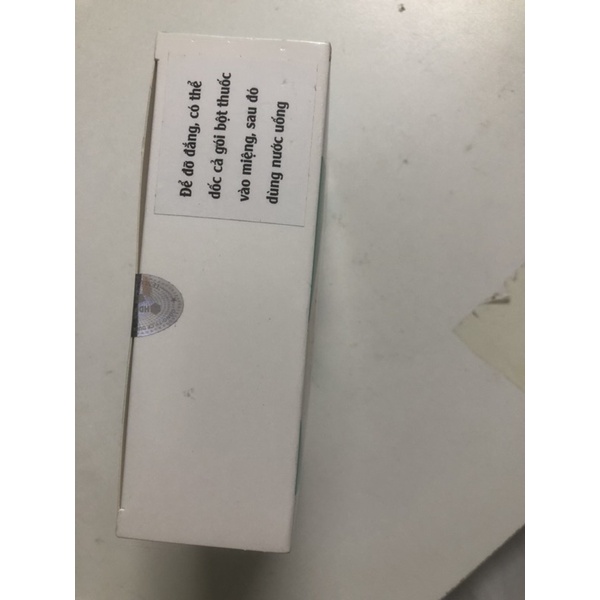 Để đỡ đắng, có thể
dốc cả gói bột thuốc
vào miệng, sau đó
dùng nước uống